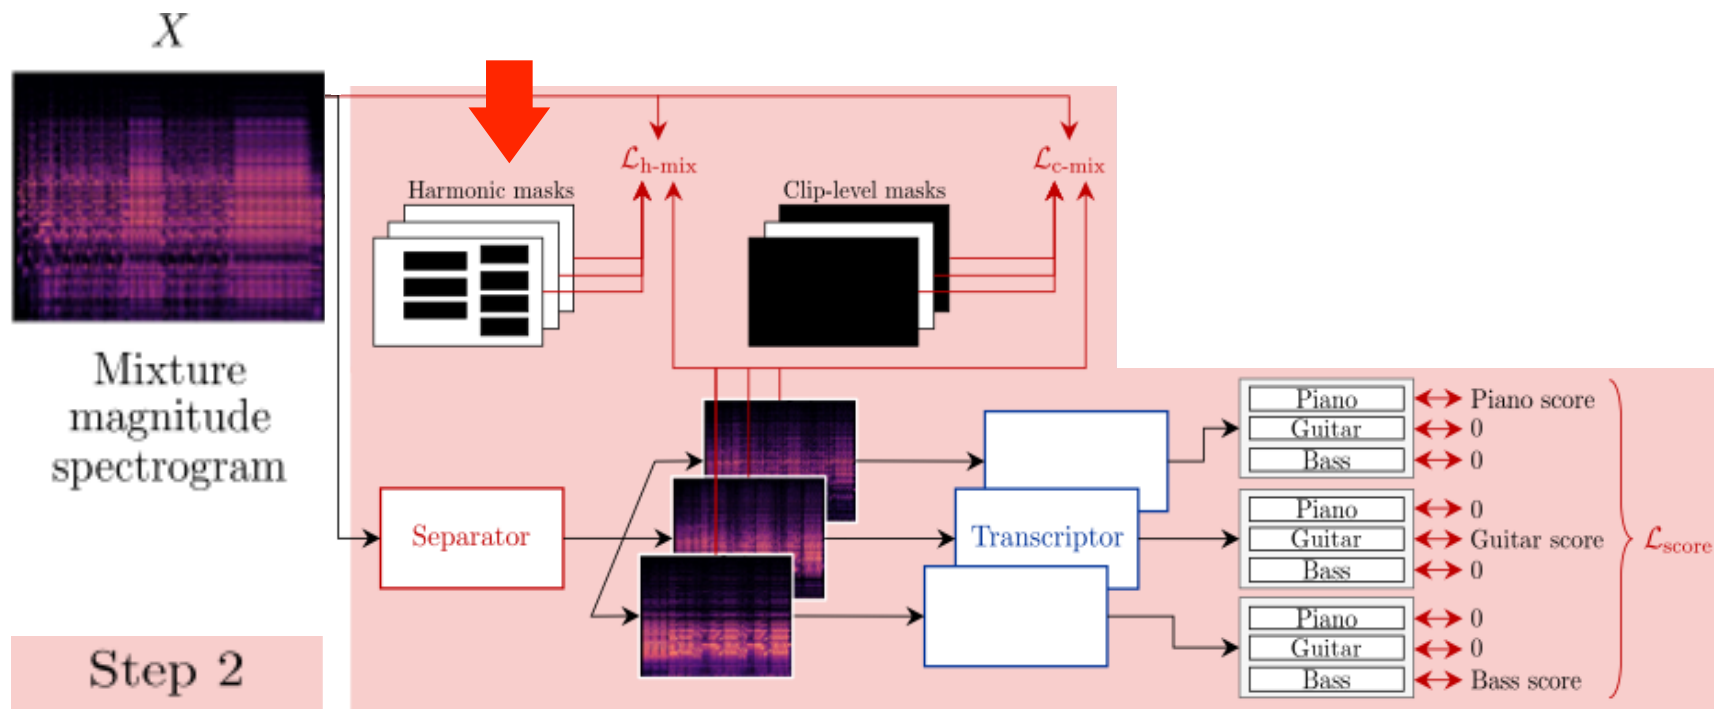 X
Mixture
magnitude
spectrogram
Step 2
Harmonic masks
ℒh-mix
Clip-level masks
ℒc-mix
Separator
Transcriptor
Piano
Guitar
Bass
Piano score
0
0
Piano
Guitar
Bass
0
Guitar score
0
Piano
Guitar
Bass
0
0
Bass score
ℒscore